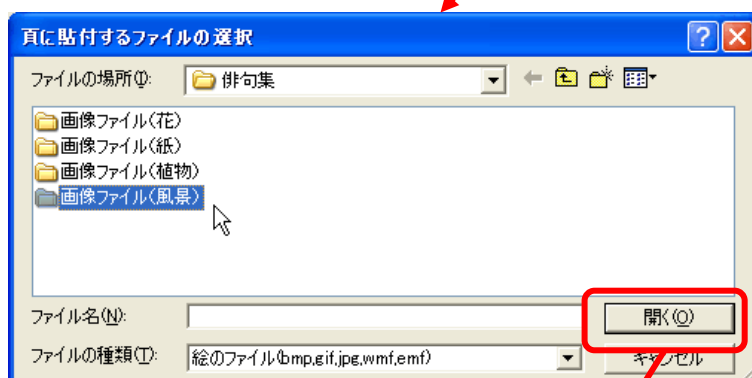 頁に貼付するファイルの選択
ファイルの場所(I): 俳句集
画像ファイル(花)
画像ファイル(紙)
画像ファイル(植物)
画像ファイル(風景)
ファイル名(N): 開く(O)
ファイルの種類(T): 絵のファイル(bmp,gif,jpg,wmf,emf) キャンセル